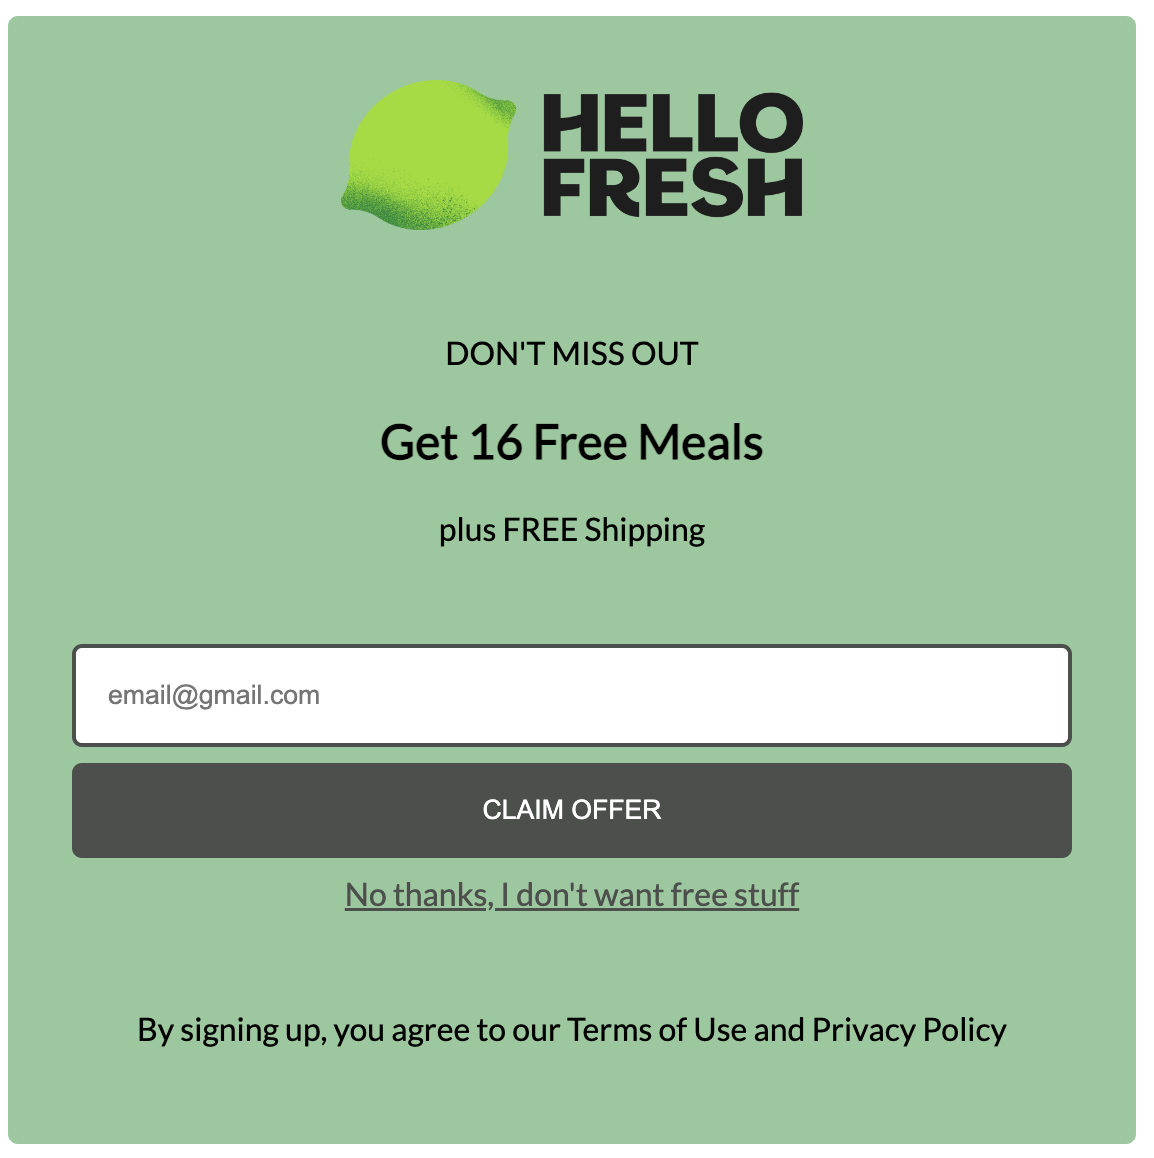 HELLO
FRESH
DON'T MISS OUT
Get 16 Free Meals
plus FREE Shipping
email@gmail.com
CLAIM OFFER
No thanks, I don't want free stuff
By signing up, you agree to our Terms of Use and Privacy Policy